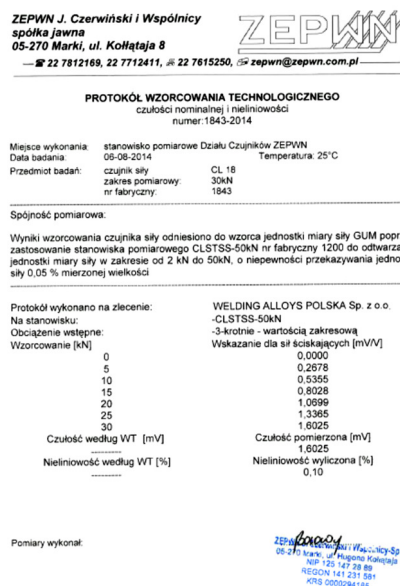 ZEPWN J. Czerwiński i Wspólnicy
spółka jawna
05-270 Marki, ul. Kołłątaja 8
ZEPWN
22 7812169, 22 7712411, 22 7615250, zepwn@zepwn.com.pl
PROTOKÓŁ WZORCOWANIA TECHNOLOGICZNEGO
czułości nominalnej i nieliniowości
numer:1843-2014
Miejsce wykonania: stanowisko pomiarowe Działu Czujników ZEPWN
Data badania: 06-08-2014 Temperatura: 25°C
Przedmiot badań: czujnik siły CL 18
zakres pomiarowy: 30kN
nr fabryczny: 1843
Spójność pomiarowa:
Wyniki wzorcowania czujnika siły odniesiono do wzorca jednostki miary siły GUM popr
zastosowanie stanowiska pomiarowego CLSTSS-50kN nr fabryczny 1200 do odtwarza
jednostki miary siły w zakresie od 2 kN do 50kN, o niepewności przekazywania jedno
siły 0,05 % mierzonej wielkości
Protokół wykonano na zlecenie: WELDING ALLOYS POLSKA Sp. z o.o.
Na stanowisku: -CLSTSS-50kN
Obciążenie wstępne: -3-krotnie - wartością zakresową
Wzorcowanie [kN] Wskazanie dla sił ściskających [mV/V]
0 0,0000
5 0,2678
10 0,5355
15 0,8028
20 1,0699
25 1,3365
30 1,6025
Czułość według WT [mV] Czułość pomierzona [mV]
--------- 1,6025
Nieliniowość według WT [%] Nieliniowość wyliczona [%]
--------- 0,10
Pomiary wykonał:
ZEPWN J. Czerwiński i Wspólnicy-Sp
05-270 Marki, ul. Hugona Kołłątaja
NIP 125 147 28 89
REGON 141 231 581